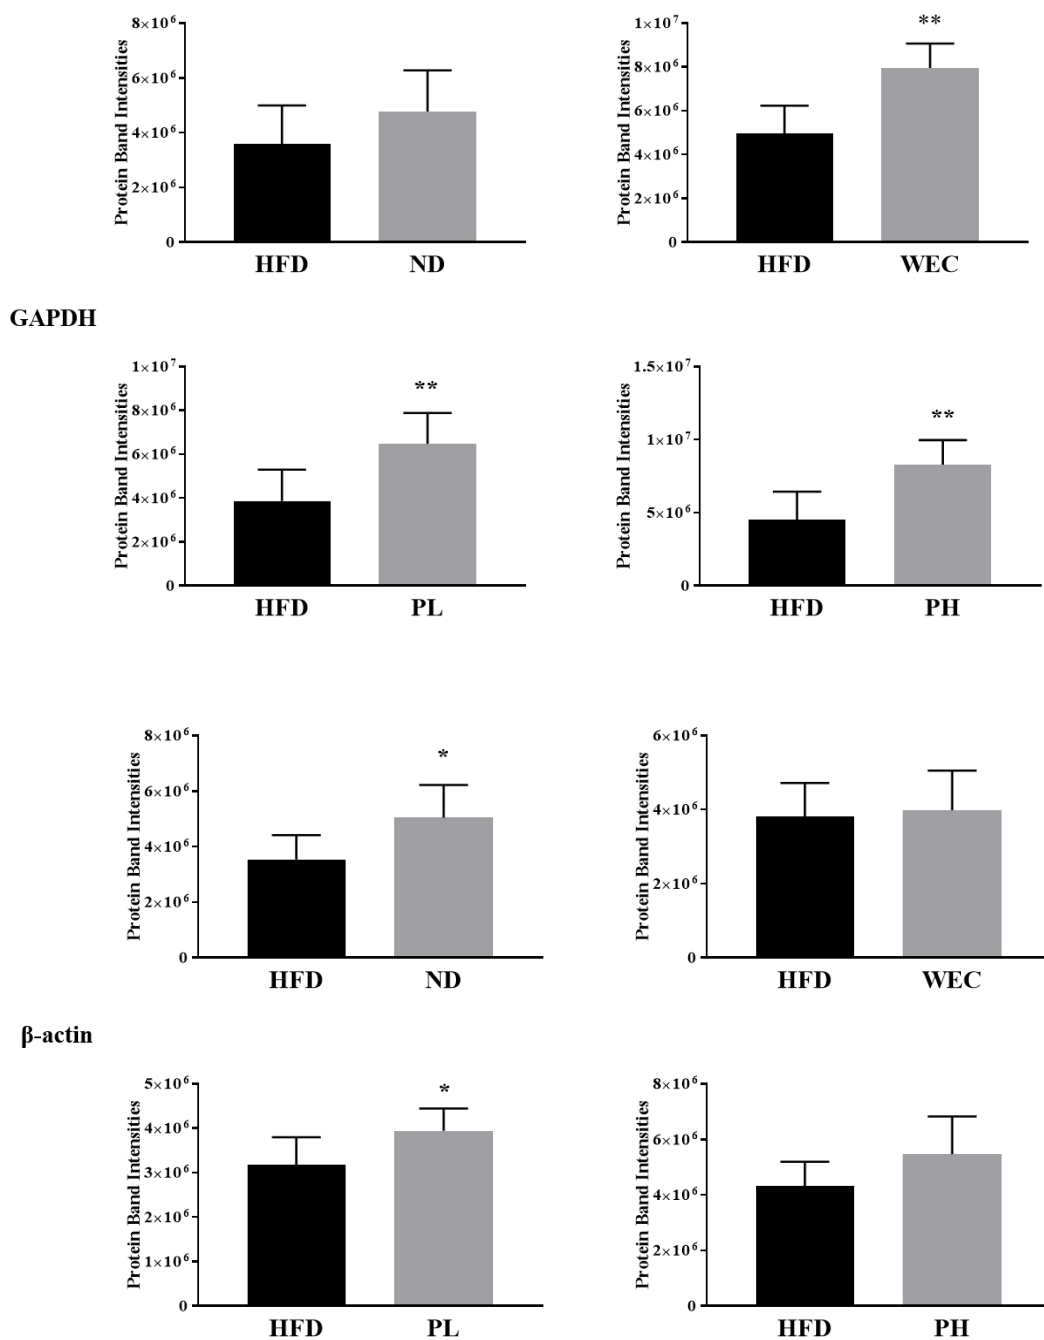 Protein Band Intensities
8×10⁶
6×10⁶
4×10⁶
2×10⁶
0
HFD ND
Protein Band Intensities
1×10⁷
8×10⁶
6×10⁶
4×10⁶
2×10⁶
0
**
HFD WEC
GAPDH
Protein Band Intensities
1×10⁷
8×10⁶
6×10⁶
4×10⁶
2×10⁶
0
**
HFD PL
Protein Band Intensities
1.5×10⁷
1×10⁷
5×10⁶
0
**
HFD PH
Protein Band Intensities
8×10⁶
6×10⁶
4×10⁶
2×10⁶
0
*
HFD ND
Protein Band Intensities
6×10⁶
4×10⁶
2×10⁶
0
HFD WEC
β-actin
Protein Band Intensities
5×10⁶
4×10⁶
3×10⁶
2×10⁶
1×10⁶
0
*
HFD PL
Protein Band Intensities
8×10⁶
6×10⁶
4×10⁶
2×10⁶
0
HFD PH